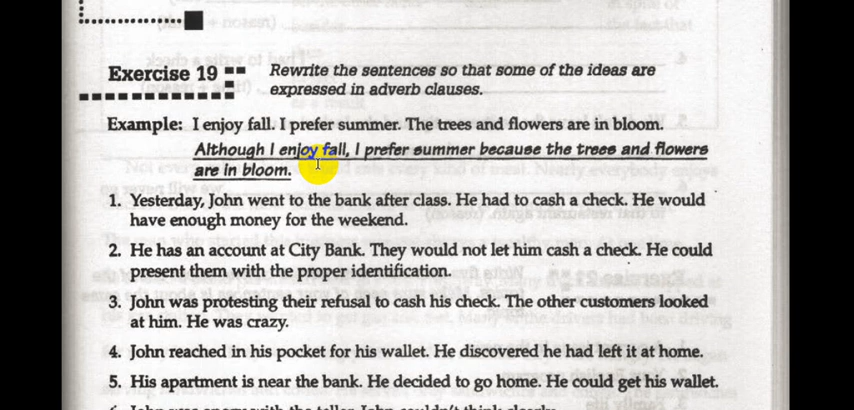 Exercise 19
Rewrite the sentences so that some of the ideas are
expressed in adverb clauses.
Example: I enjoy fall. I prefer summer. The trees and flowers are in bloom.
Although I enjoy fall, I prefer summer because the trees and flowers
are in bloom.
1. Yesterday, John went to the bank after class. He had to cash a check. He would
have enough money for the weekend.
2. He has an account at City Bank. They would not let him cash a check. He could
present them with the proper identification.
3. John was protesting their refusal to cash his check. The other customers looked
at him. He was crazy.
4. John reached in his pocket for his wallet. He discovered he had left it at home.
5. His apartment is near the bank. He decided to go home. He could get his wallet.